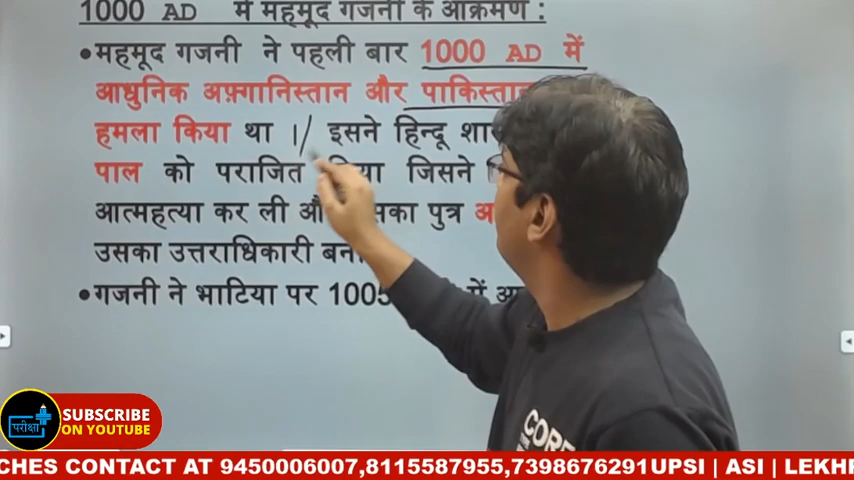 1000 AD में महमूद गजनी के आक्रमण :
•महमूद गजनी ने पहली बार 1000 AD में
आधुनिक अफ़्गानिस्तान और पाकिस्तान
हमला किया था । इसने हिन्दू
पाल को पराजित किया जिसने
आत्महत्या कर ली और उसका पुत्र
उसका उत्तराधिकारी बना
•गजनी ने भाटिया पर 1005 में
परीक्षा
SUBSCRIBE
ON YOUTUBE
CORE
CHES CONTACT AT 9450006007,8115587955,7398676291UPSI | ASI | LEKH